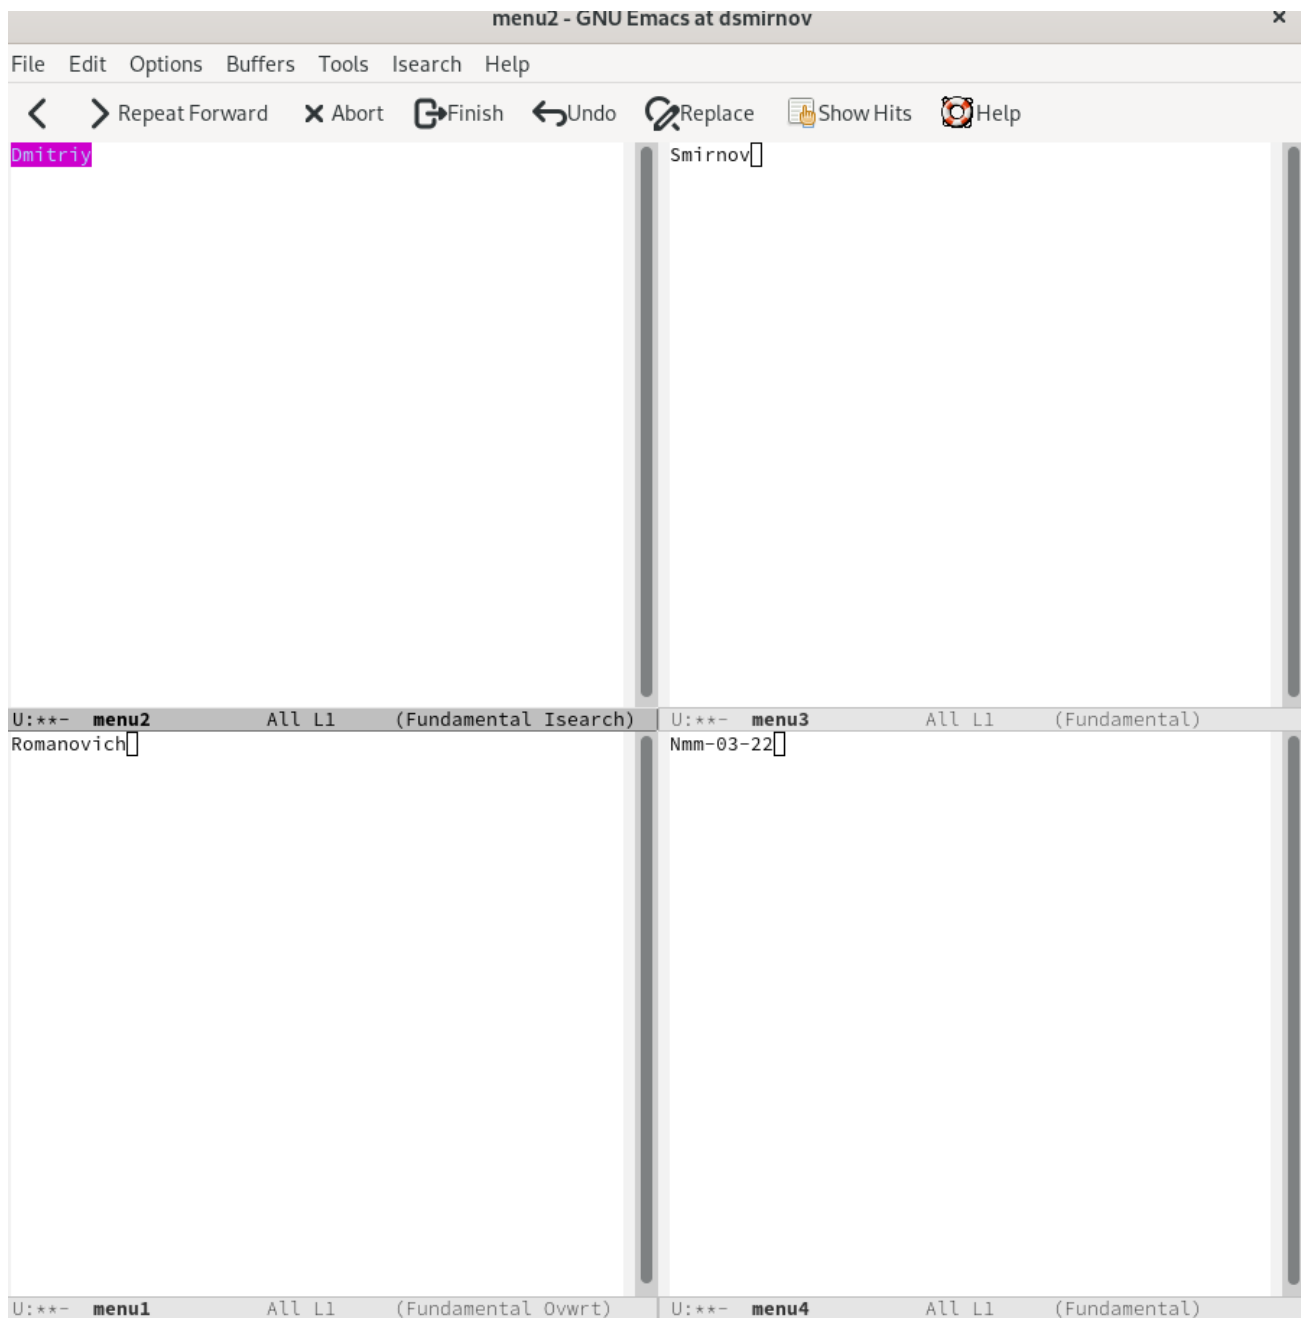 menu2 - GNU Emacs at dsmirnov
File Edit Options Buffers Tools Isearch Help
Repeat Forward Abort Finish Undo Replace Show Hits Help
Dmitriy
Smirnov
U:**- menu2 All L1 (Fundamental Isearch)
U:**- menu3 All L1 (Fundamental)
Romanovich
Nmm-03-22
U:**- menu1 All L1 (Fundamental Ovwrt)
U:**- menu4 All L1 (Fundamental)